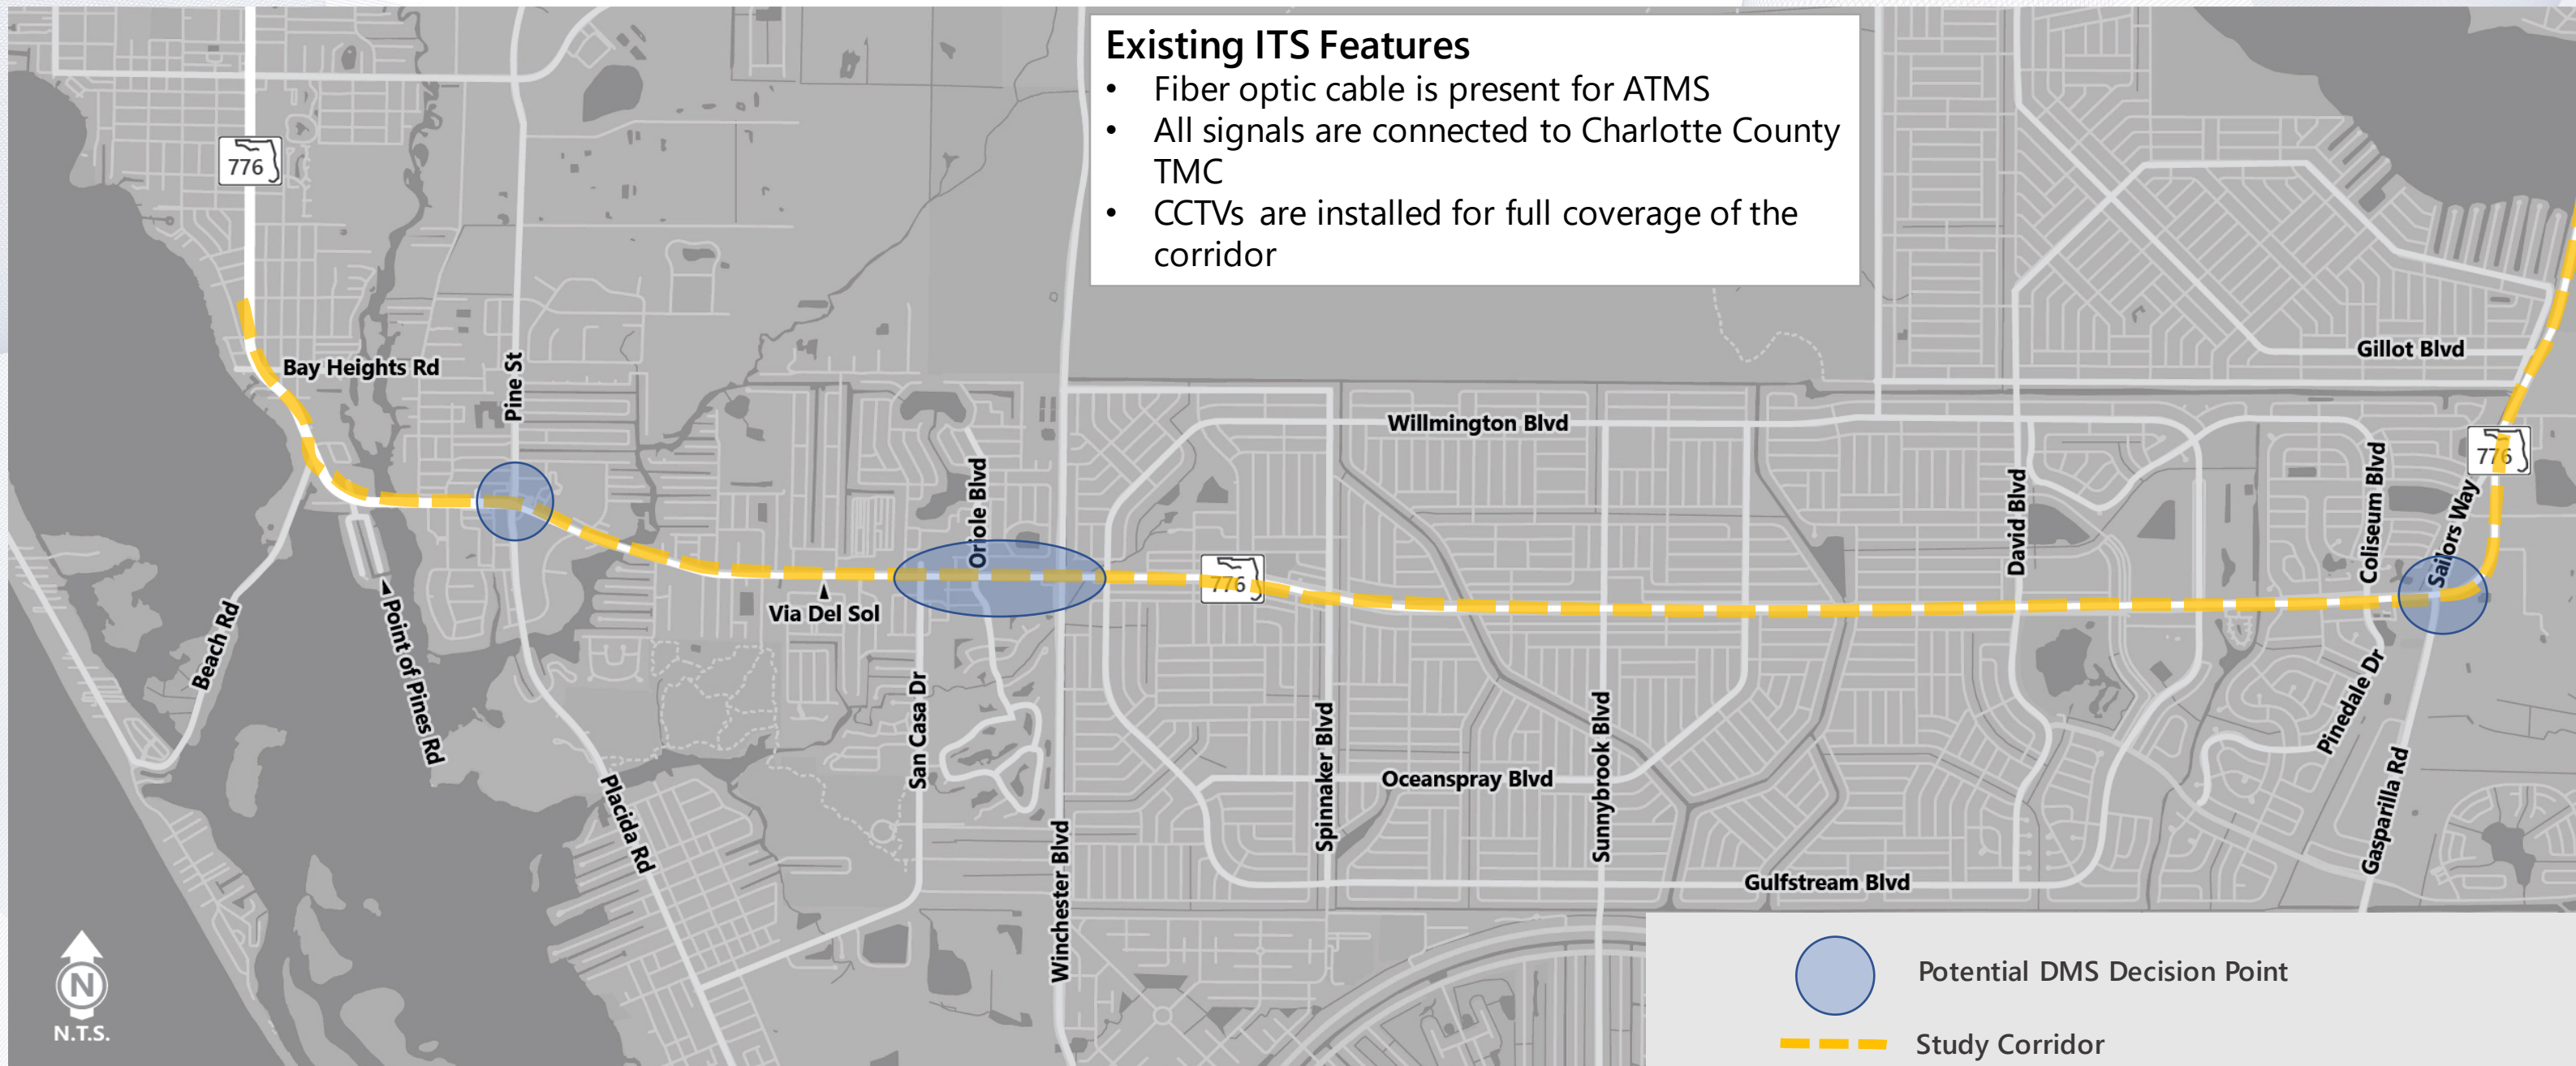 Existing ITS Features
• Fiber optic cable is present for ATMS
• All signals are connected to Charlotte County
TMC
• CCTVs are installed for full coverage of the
corridor
776
Bay Heights Rd
Pine St
Gillot Blvd
Willmington Blvd
776
Oriole Blvd
David Blvd
Coliseum Blvd
Sailors Way
776
Via Del Sol
Beach Rd
Point of Pines Rd
San Casa Dr
Placida Rd
Winchester Blvd
Spinnaker Blvd
Oceanspray Blvd
Sunnybrook Blvd
Pinedale Dr
Gasparilla Rd
Gulfstream Blvd
N
N.T.S.
Potential DMS Decision Point
Study Corridor